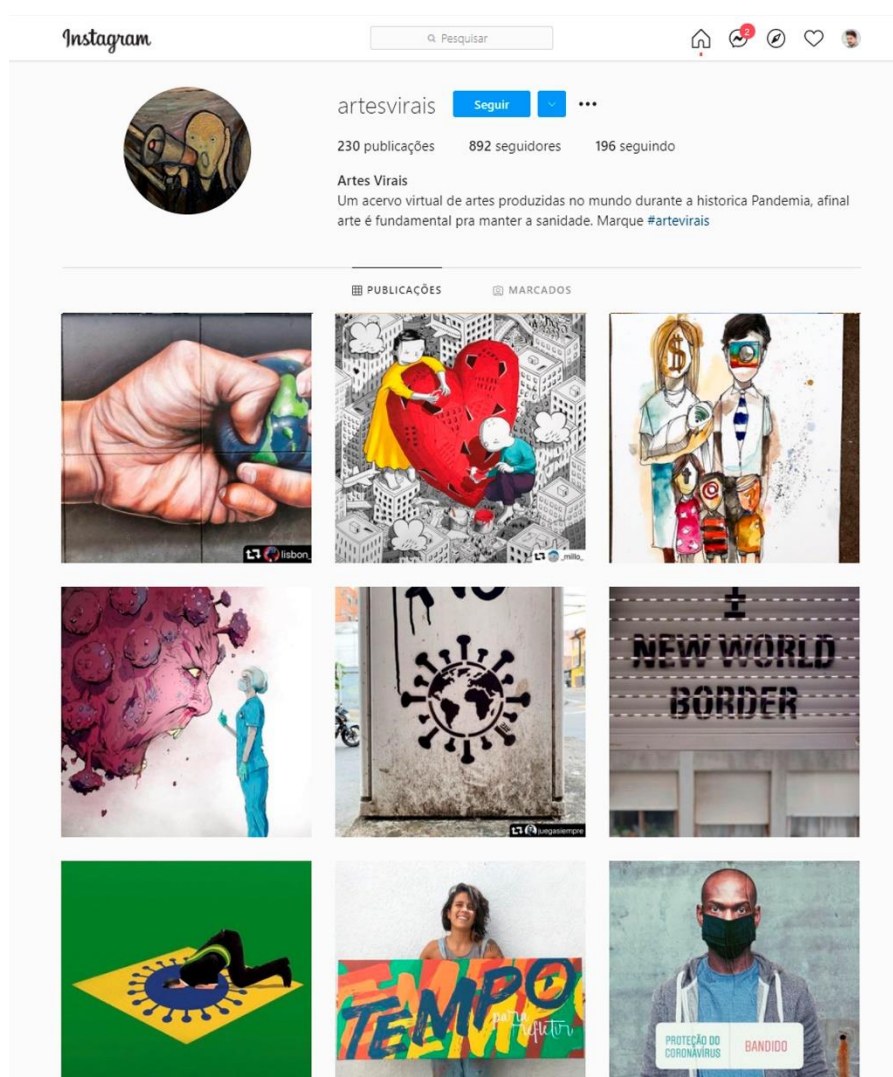 Instagram
Pesquisar
2
artesvirais Seguir
230 publicações 892 seguidores 196 seguindo
Artes Virais
Um acervo virtual de artes produzidas no mundo durante a historica Pandemia, afinal
arte é fundamental pra manter a sanidade. Marque #artevirais
PUBLICAÇÕES MARCADOS
$
lisbon_
_millo_
NEW WORLD
BORDER
juegasiempre
TEMPO
para
refletir
PROTEÇÃO DO
CORONAVÍRUS
BANDIDO